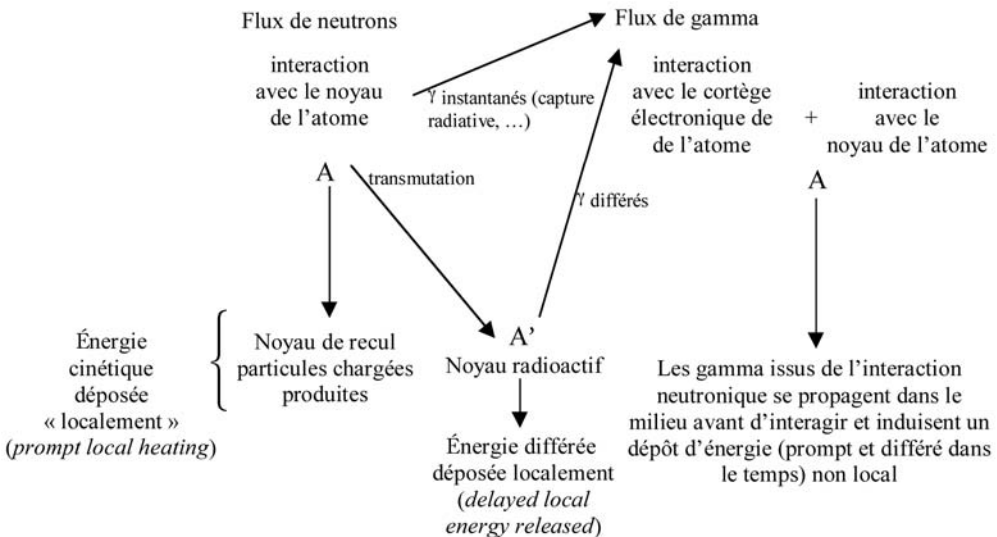 Flux de neutrons
interaction
avec le noyau
de l'atome
A
γ instantanés (capture
radiative, …)
transmutation
Flux de gamma
interaction
avec le cortège
électronique de
de l'atome
+
interaction
avec le
noyau de l'atome
A
γ différés
Énergie
cinétique
déposée
« localement »
(prompt local heating)
Noyau de recul
particules chargées
produites
A’
Noyau radioactif
Énergie différée
déposée localement
(delayed local
energy released)
Les gamma issus de l’interaction
neutronique se propagent dans le
milieu avant d’interagir et induisent un
dépôt d’énergie (prompt et différé dans
le temps) non local